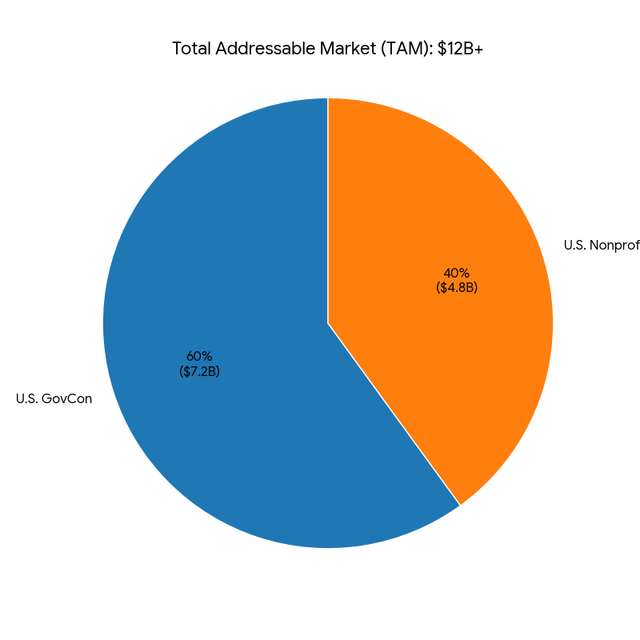 Total Addressable Market (TAM): $12B+
U.S. Nonprof
40%
($4.8B)
60%
($7.2B)
U.S. GovCon